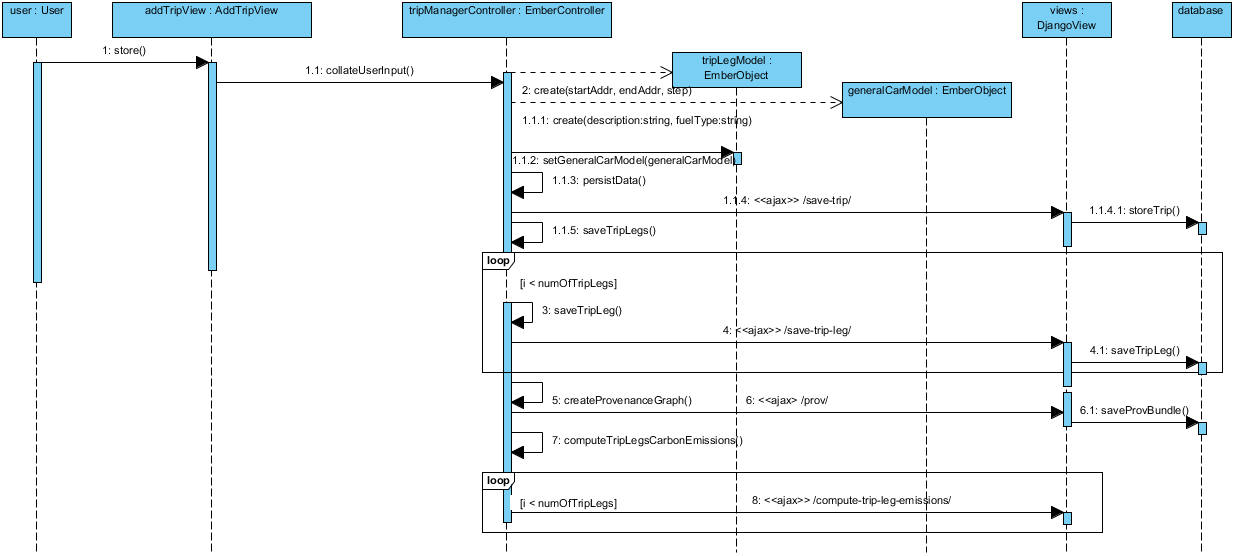 user : User
addTripView : AddTripView
tripManagerController : EmberController
views :
DjangoView
database
1: store()
1.1: collateUserInput()
tripLegModel :
EmberObject
2: create(startAddr, endAddr, step)
generalCarModel : EmberObject
1.1.1: create(description:string, fuelType:string)
1.1.2: setGeneralCarModel(generalCarModel)
1.1.3: persistData()
1.1.4: <<ajax>> /save-trip/
1.1.4.1: storeTrip()
1.1.5: saveTripLegs()
loop
[i < numOfTripLegs]
3: saveTripLeg()
4: <<ajax>> /save-trip-leg/
4.1: saveTripLeg()
5: createProvenanceGraph()
6: <<ajax> /prov/
6.1: saveProvBundle()
7: computeTripLegsCarbonEmissions()
loop
[i < numOfTripLegs]
8: <<ajax>> /compute-trip-leg-emissions/